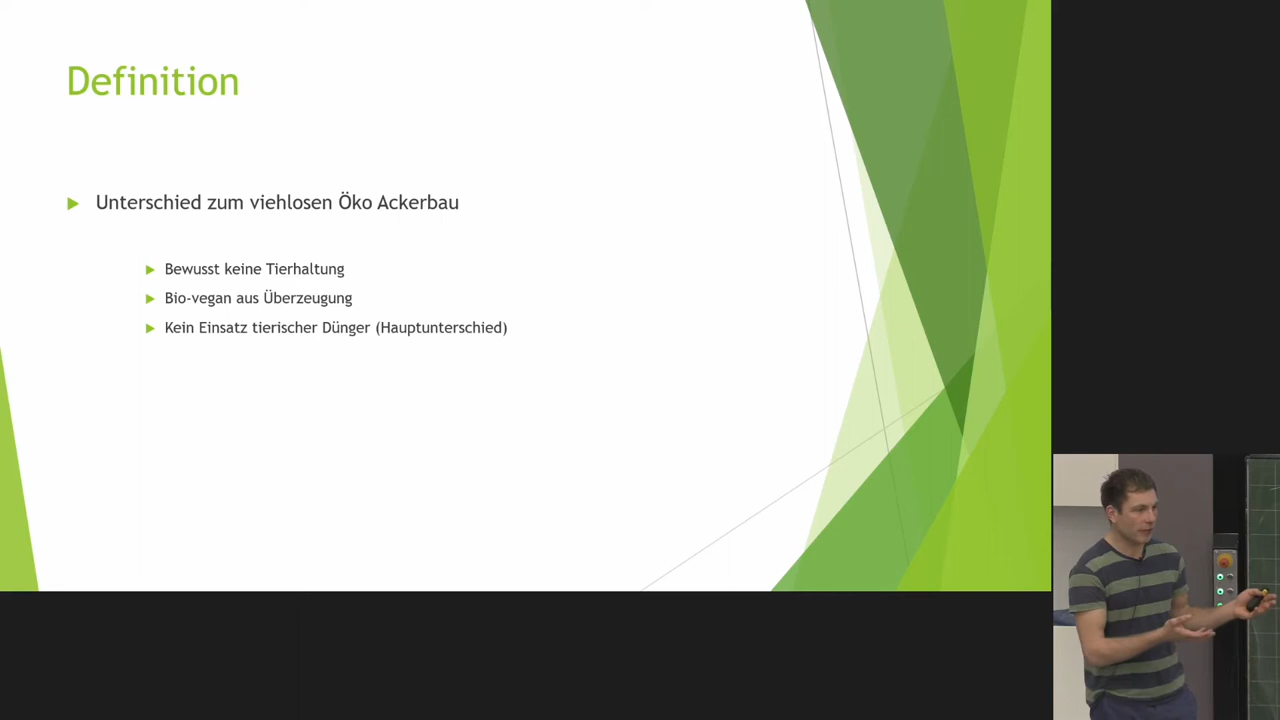 Definition
Unterschied zum viehlosen Öko Ackerbau
Bewusst keine Tierhaltung
Bio-vegan aus Überzeugung
Kein Einsatz tierischer Dünger (Hauptunterschied)